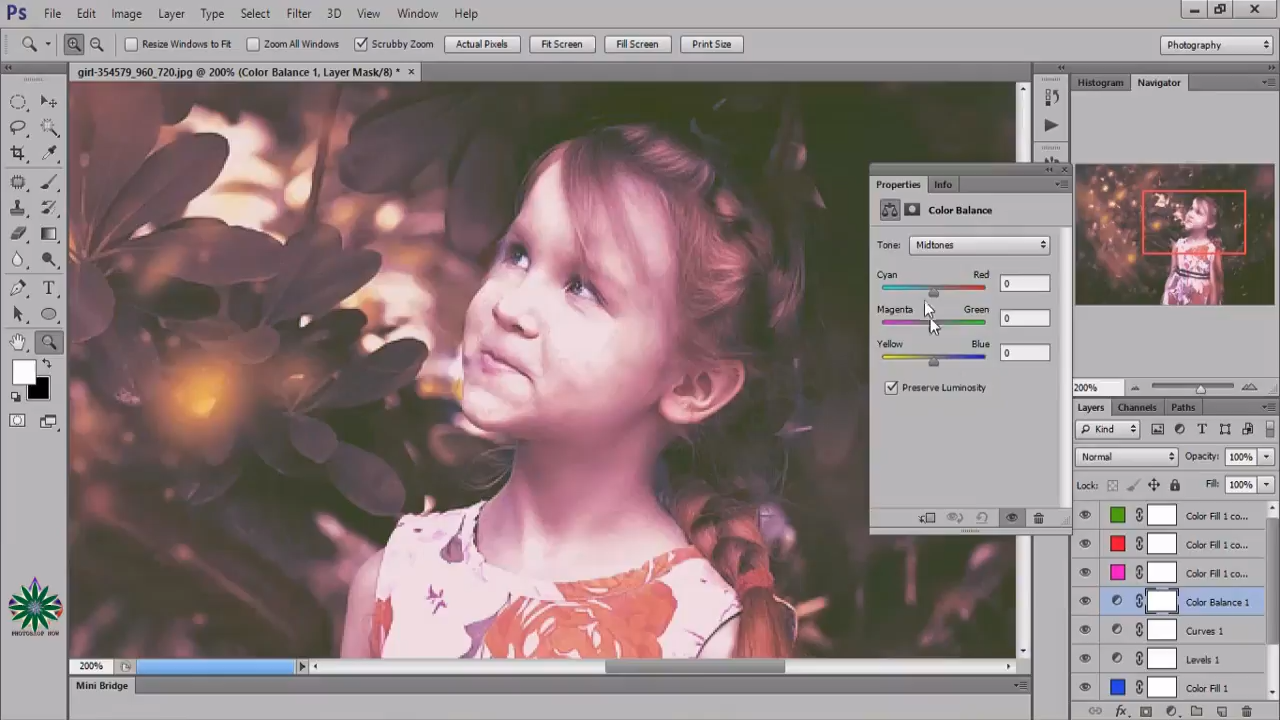 Ps File Edit Image Layer Type Select Filter 3D View Window Help
Resize Windows to Fit Zoom All Windows Scrubby Zoom Actual Pixels Fit Screen Fill Screen Print Size Photography
girl-354579_960_720.jpg @ 200% (Color Balance 1, Layer Mask/8) *
Histogram Navigator
Properties Info
Color Balance
Tone: Midtones
Cyan Red 0
Magenta Green 0
Yellow Blue 0
Preserve Luminosity
200%
Layers Channels Paths
Kind
Normal Opacity: 100%
Lock: Fill: 100%
Color Fill 1 co...
Color Fill 1 co...
Color Fill 1 co...
Color Balance 1
Curves 1
Levels 1
Color Fill 1
fx
T
PHOTOSHOP NOW
200%
Mini Bridge